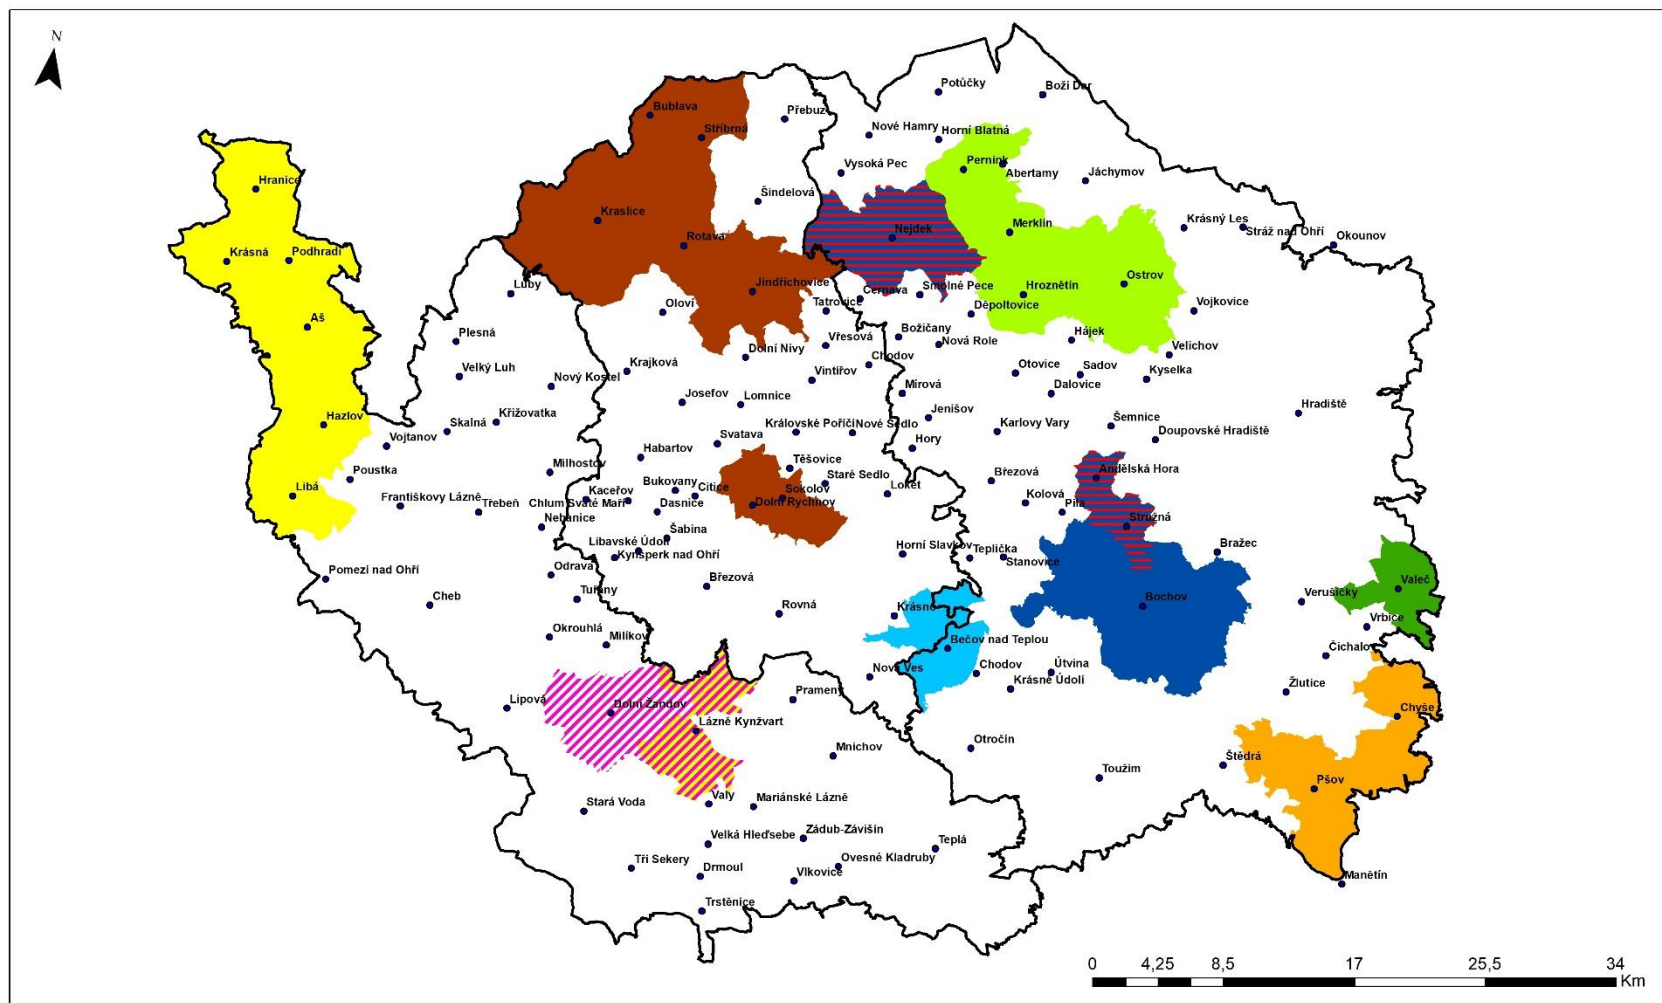 N
Potůčky
Boží Dar
Bublava
Přebuz
Stříbrná
Nové Hamry
Horní Blatná
Vysoká Pec
Pernink
Abertamy
Jáchymov
Hranice
Šindelová
Kraslice
Krásný Les
Stráž nad Ohří
Okounov
Merklín
Nejdek
Rotava
Krásná
Podhradí
Luby
Jindřichovice
Ostrov
Hroznětín
Smolné Pece
Černava
Tatrovice
Oloví
Děpoltovice
Vojkovice
Aš
Plesná
Božičany
Nová Role
Hájek
Vřesová
Dolní Nivy
Velichov
Chodov
Krajková
Velký Luh
Nový Kostel
Vintířov
Otovice
Sadov
Kyselka
Mírová
Dalovice
Josefov
Lomnice
Hradiště
Hazlov
Křižovatka
Skalná
Jenišov
Šemnice
Královské Poříčí
Nové Sedlo
Karlovy Vary
Doupovské Hradiště
Vojtanov
Svatava
Hory
Habartov
Milhostov
Poustka
Těšovice
Staré Sedlo
Březová
Andělská Hora
Bukovany
Citice
Libá
Františkovy Lázně
Třebeň
Chlum Svaté Maří
Kaceřov
Dasnice
Sokolov
Dolní Rychnov
Loket
Kolová
Pila
Stružná
Nebanice
Šabina
Libavské Údolí
Kynšperk nad Ohří
Horní Slavkov
Teplička
Stanovice
Bražec
Pomezí nad Ohří
Odrava
Březová
Valeč
Cheb
Tuřany
Rovná
Krásno
Bochov
Verušičky
Vrbice
Okrouhlá
Milíkov
Bečov nad Teplou
Čichalov
Nová Ves
Chodov
Útvina
Krásné Údolí
Žlutice
Lipová
Dolní Žandov
Prameny
Chyše
Lázně Kynžvart
Mnichov
Otročín
Štědrá
Toužim
Pšov
Stará Voda
Valy
Mariánské Lázně
Velká Hleďsebe
Zádub-Závišín
Teplá
Tři Sekery
Drmoul
Ovesné Kladruby
Vlkovice
Manětín
Trstěnice
0 4,25 8,5 17 25,5 34
Km